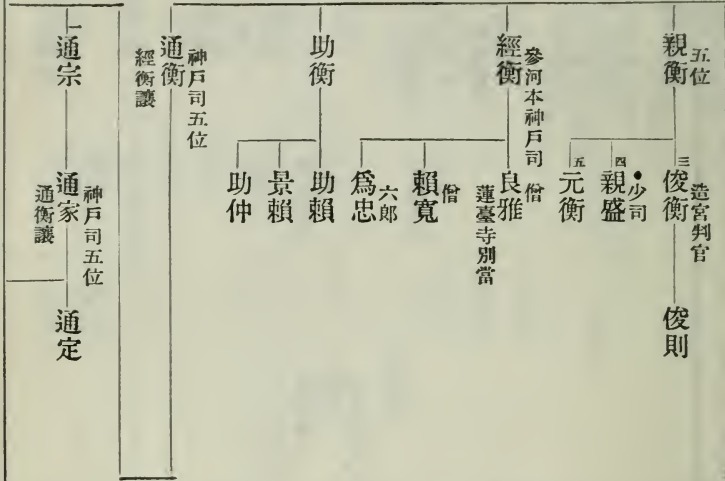 五位
親衡
三
造宮判官
俊衡
俊則
四
少司
親盛
五
元衡
參河本神戸司
經衡
僧
良雅
蓮臺寺別當
僧
賴寬
六郎
爲忠
助衡
助賴
景賴
助仲
神戸司五位
通衡
經衡讓
一
通宗
神戸司五位
通家
通衡讓
通定